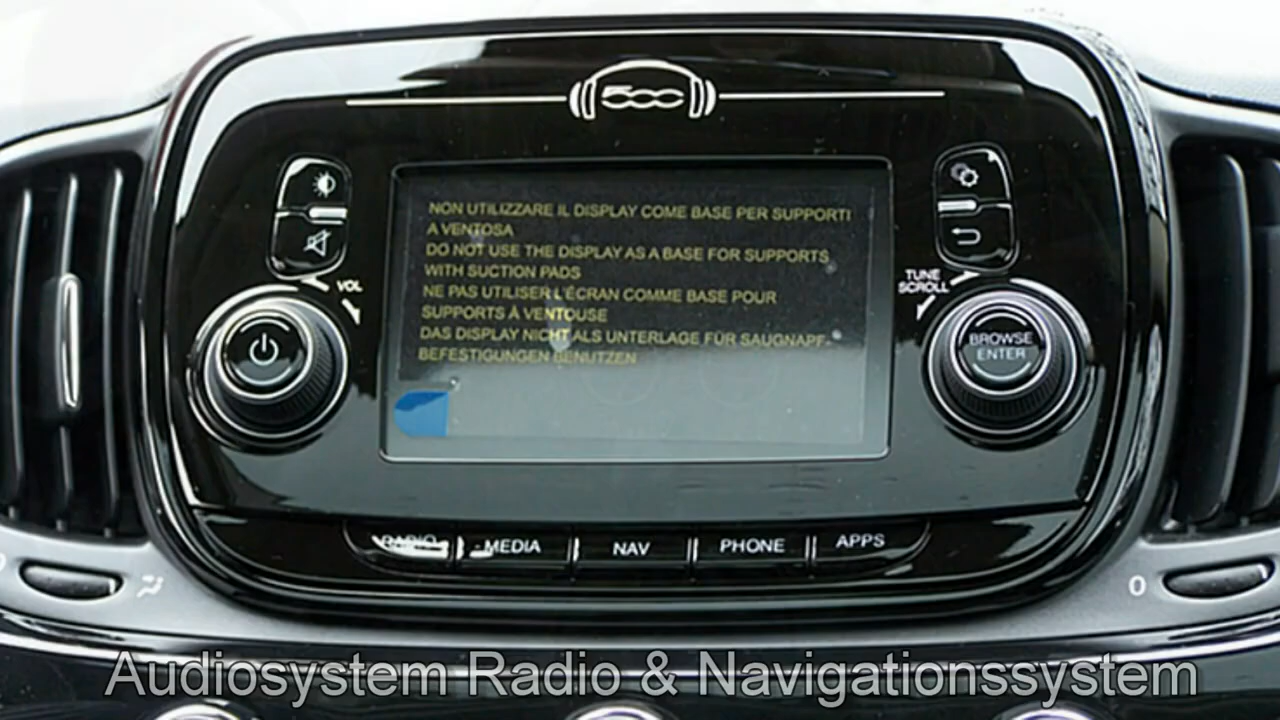 500
NON UTILIZZARE IL DISPLAY COME BASE PER SUPPORTI
A VENTOSA
DO NOT USE THE DISPLAY AS A BASE FOR SUPPORTS
WITH SUCTION PADS
NE PAS UTILISER L'ÉCRAN COMME BASE POUR
SUPPORTS À VENTOUSE
DAS DISPLAY NICHT ALS UNTERLAGE FÜR SAUGNAPF-
BEFESTIGUNGEN BENUTZEN
VOL
TUNE
SCROLL
BROWSE
ENTER
RADIO
MEDIA
NAV
PHONE
APPS
0
Audiosystem Radio & Navigationssystem